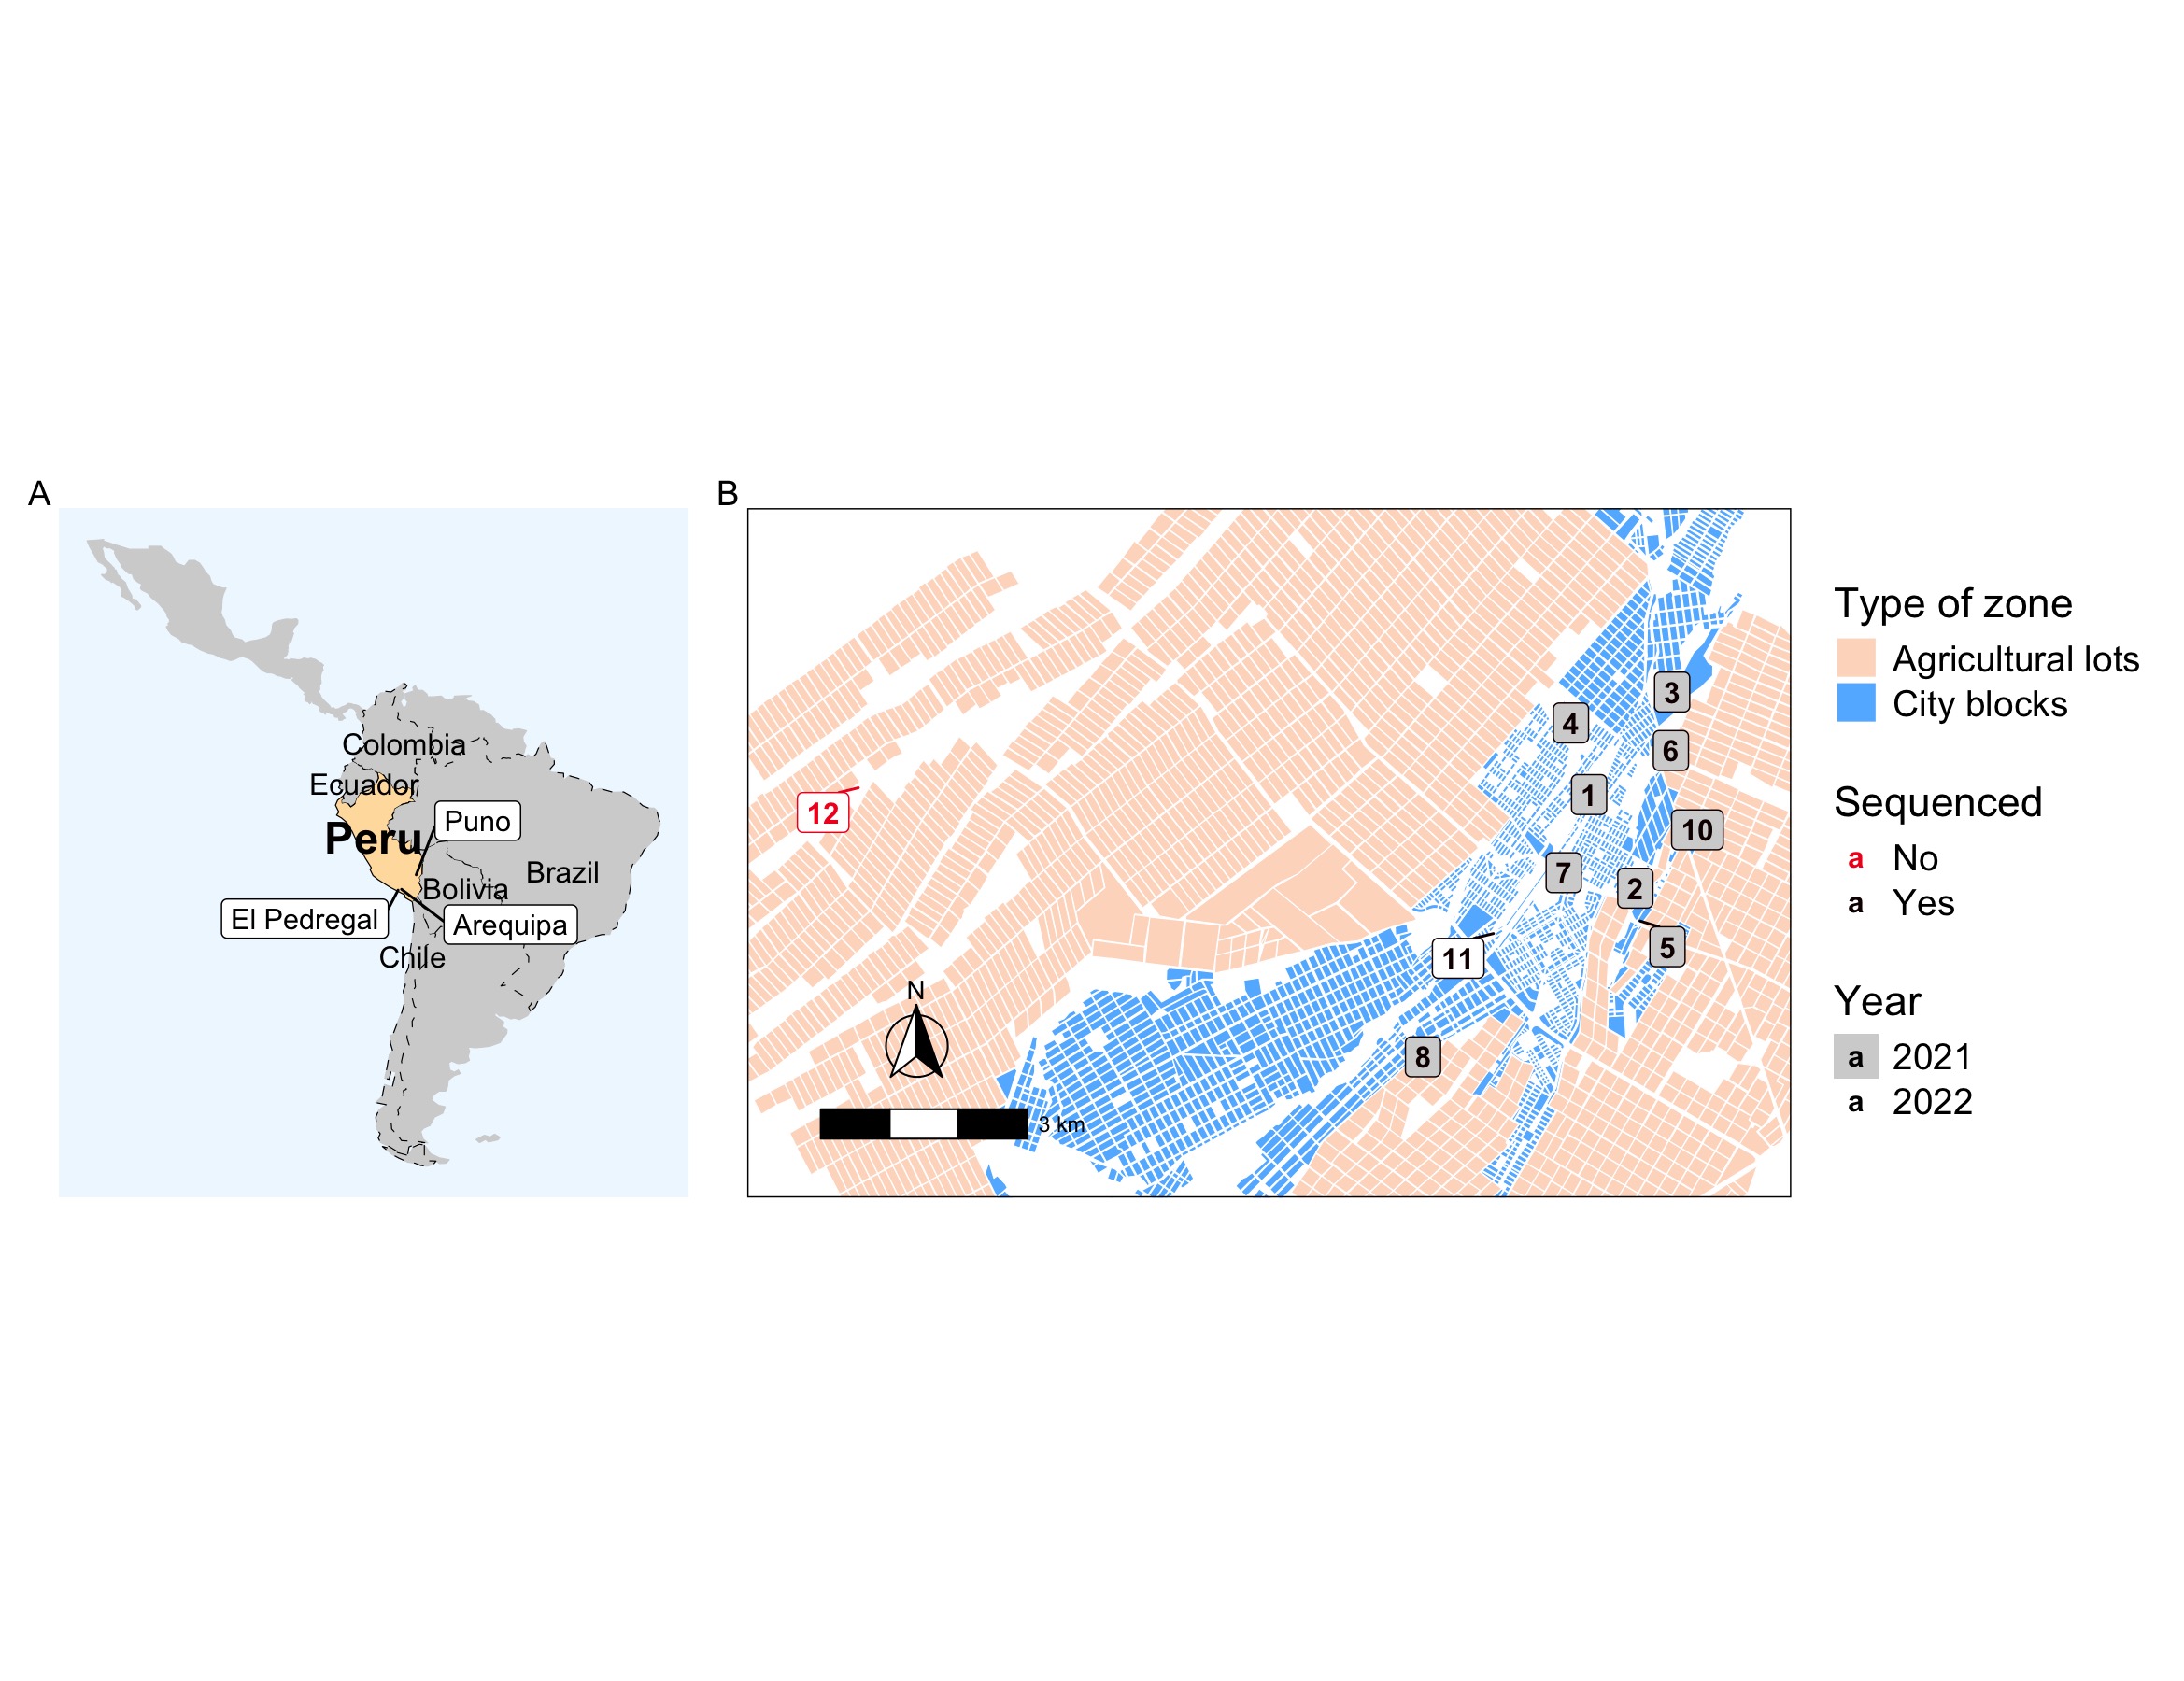 A
Colombia
Ecuador
Puno
Peru
Brazil
Bolivia
El Pedregal
Arequipa
Chile
B
3
4
6
1
12
10
7
2
5
11
8
N
3 km
Type of zone
Agricultural lots
City blocks
Sequenced
a No
a Yes
Year
a 2021
a 2022